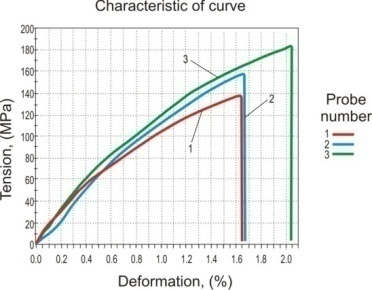 Characteristic of curve
Tension, (MPa)
200
180
160
140
120
100
80
60
40
20
0
0.0 0.2 0.4 0.6 0.8 1.0 1.2 1.4 1.6 1.8 2.0
Deformation, (%)
3
2
1
Probe
number
1
2
3